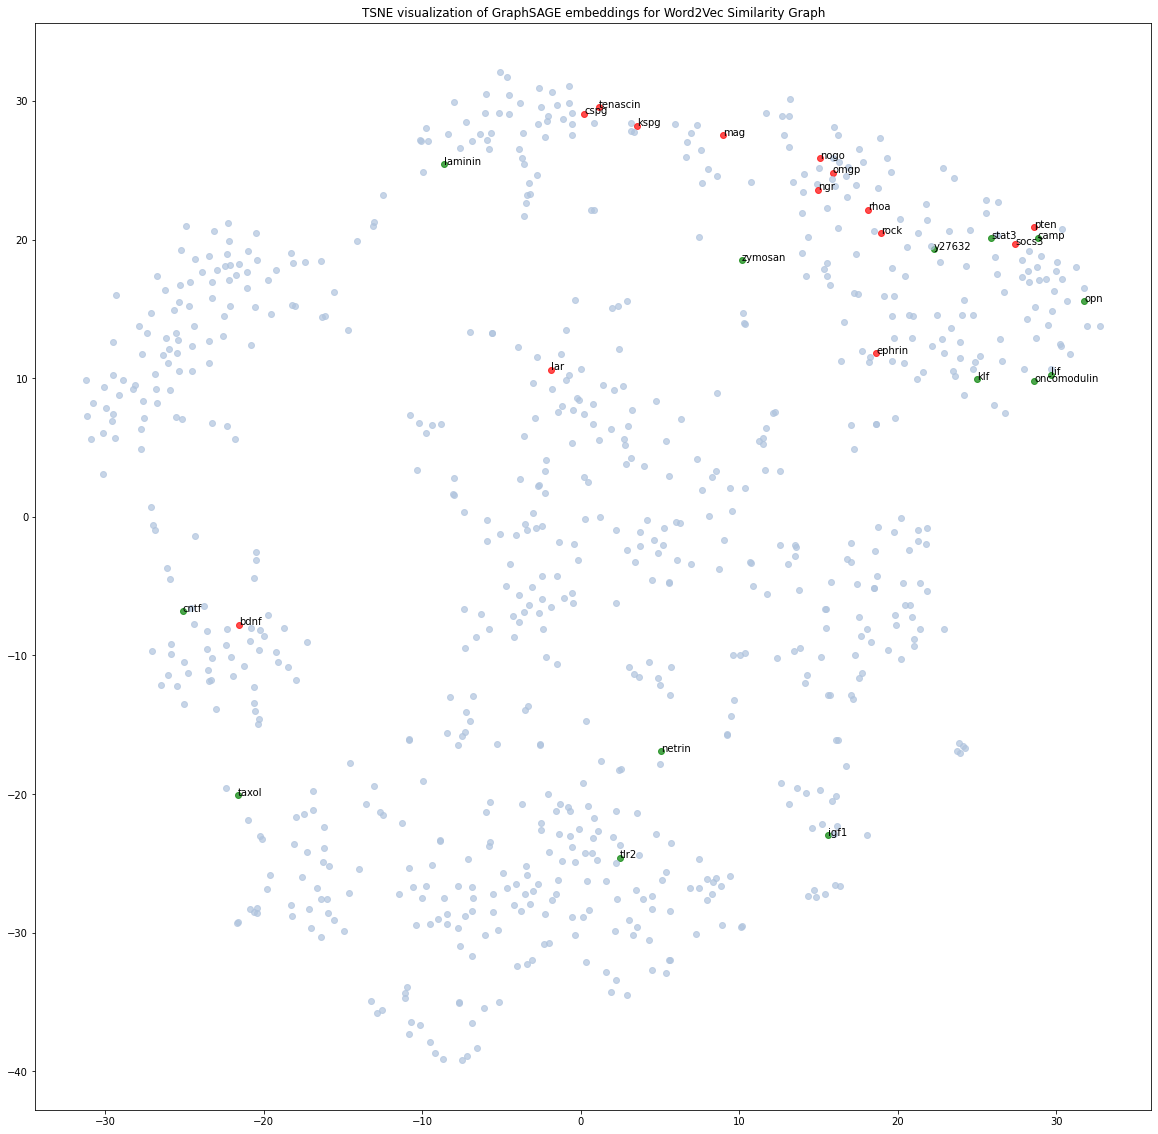 TSNE visualization of GraphSAGE embeddings for Word2Vec Similarity Graph
30
20
10
0
−10
−20
−30
−40
tenascin
cspg
kspg
mag
nogo
laminin
omgp
ngr
rhoa
pten
rock
stat3
camp
socs3
y27632
zymosan
opn
ephrin
lar
klf
lif
oncomodulin
cntf
bdnf
netrin
taxol
igf1
tlr2
−30
−20
−10
0
10
20
30